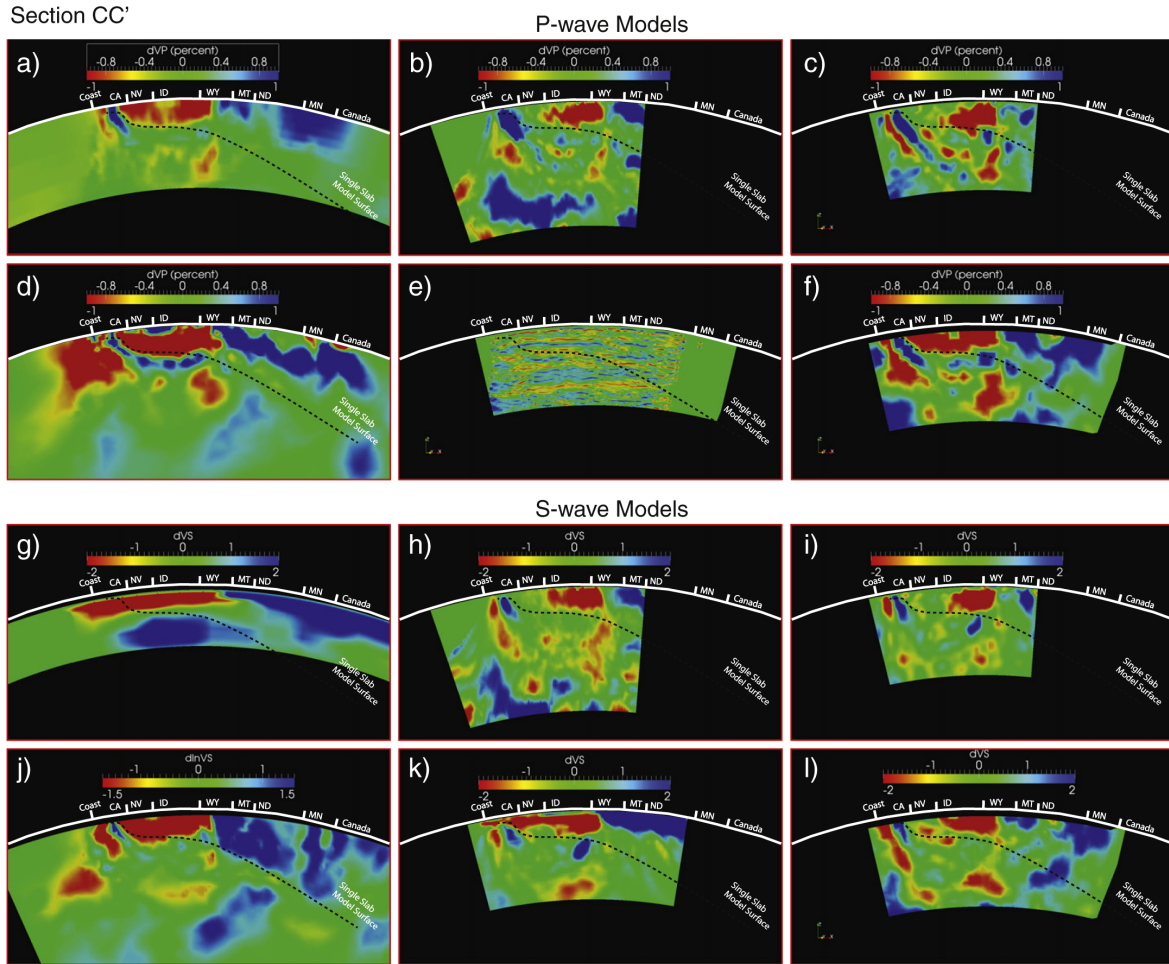 Section CC'
P-wave Models
a)
dVP (percent)
-0.8 -0.4 0 0.4 0.8
-1 1
Coast CA NV ID WY MT ND MN Canada
Single Slab
Model Surface
b)
dVP (percent)
-0.8 -0.4 0 0.4 0.8
-1 1
Coast CA NV ID WY MT ND MN Canada
Single Slab
Model Surface
c)
dVP (percent)
-0.8 -0.4 0 0.4 0.8
-1 1
Coast CA NV ID WY MT ND MN Canada
Single Slab
Model Surface
d)
dVP (percent)
-0.8 -0.4 0 0.4 0.8
-1 1
Coast CA NV ID WY MT ND MN Canada
Single Slab
Model Surface
e)
dVP (percent)
-0.8 -0.4 0 0.4 0.8
-1 1
Coast CA NV ID WY MT ND MN Canada
Single Slab
Model Surface
f)
dVP (percent)
-0.8 -0.4 0 0.4 0.8
-1 1
Coast CA NV ID WY MT ND MN Canada
Single Slab
Model Surface
S-wave Models
g)
dVS
-1 0 1
-2 2
Coast CA NV ID WY MT ND MN Canada
Single Slab
Model Surface
h)
dVS
-1 0 1
-2 2
Coast CA NV ID WY MT ND MN Canada
Single Slab
Model Surface
i)
dVS
-1 0 1
-2 2
Coast CA NV ID WY MT ND MN Canada
Single Slab
Model Surface
j)
dlnVS
-1 0 1
-1.5 1.5
Coast CA NV ID WY MT ND MN Canada
Single Slab
Model Surface
k)
dVS
-1 0 1
-2 2
Coast CA NV ID WY MT ND MN Canada
Single Slab
Model Surface
l)
dVS
-1 0 1
-2 2
Coast CA NV ID WY MT ND MN Canada
Single Slab
Model Surface